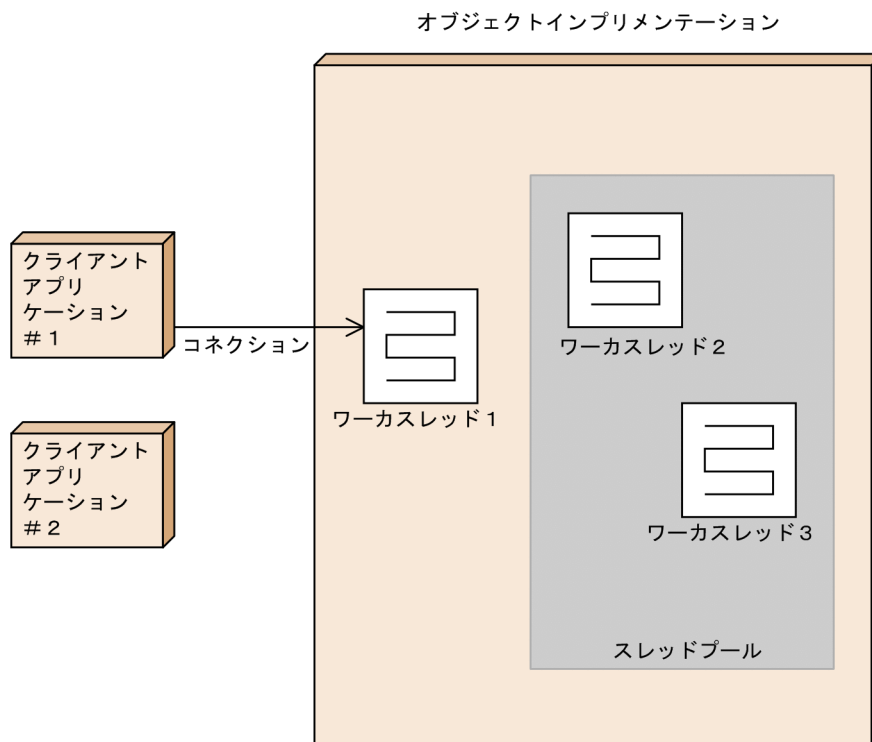 オブジェクトインプリメンテーション
クライアント
アプリ
ケーション
＃１
コネクション
ワーカスレッド１
ワーカスレッド２
ワーカスレッド３
スレッドプール
クライアント
アプリ
ケーション
＃２